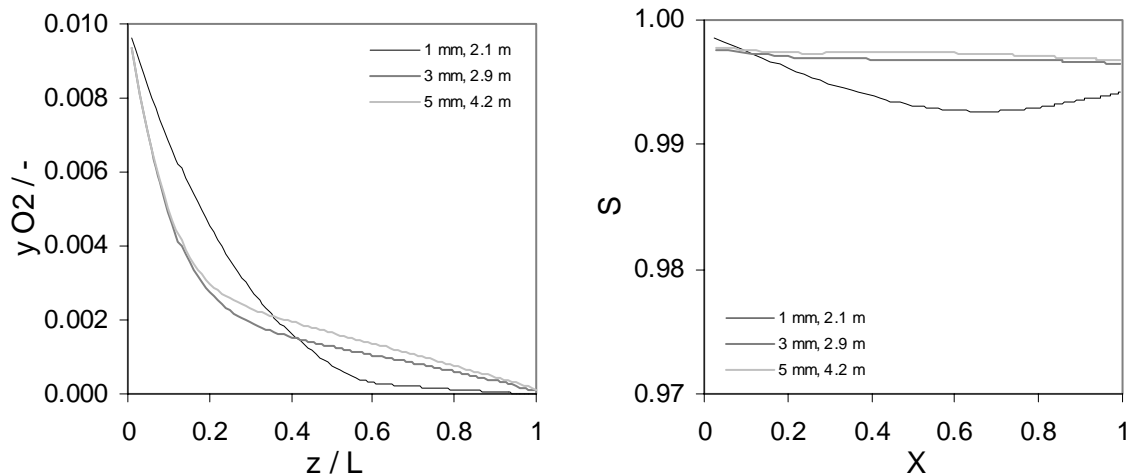 0.010
0.008
0.006
0.004
0.002
0.000
y O2 / -
0 0.2 0.4 0.6 0.8 1
z / L
1 mm, 2.1 m
3 mm, 2.9 m
5 mm, 4.2 m
1.00
0.99
0.98
0.97
S
0 0.2 0.4 0.6 0.8 1
X
1 mm, 2.1 m
3 mm, 2.9 m
5 mm, 4.2 m